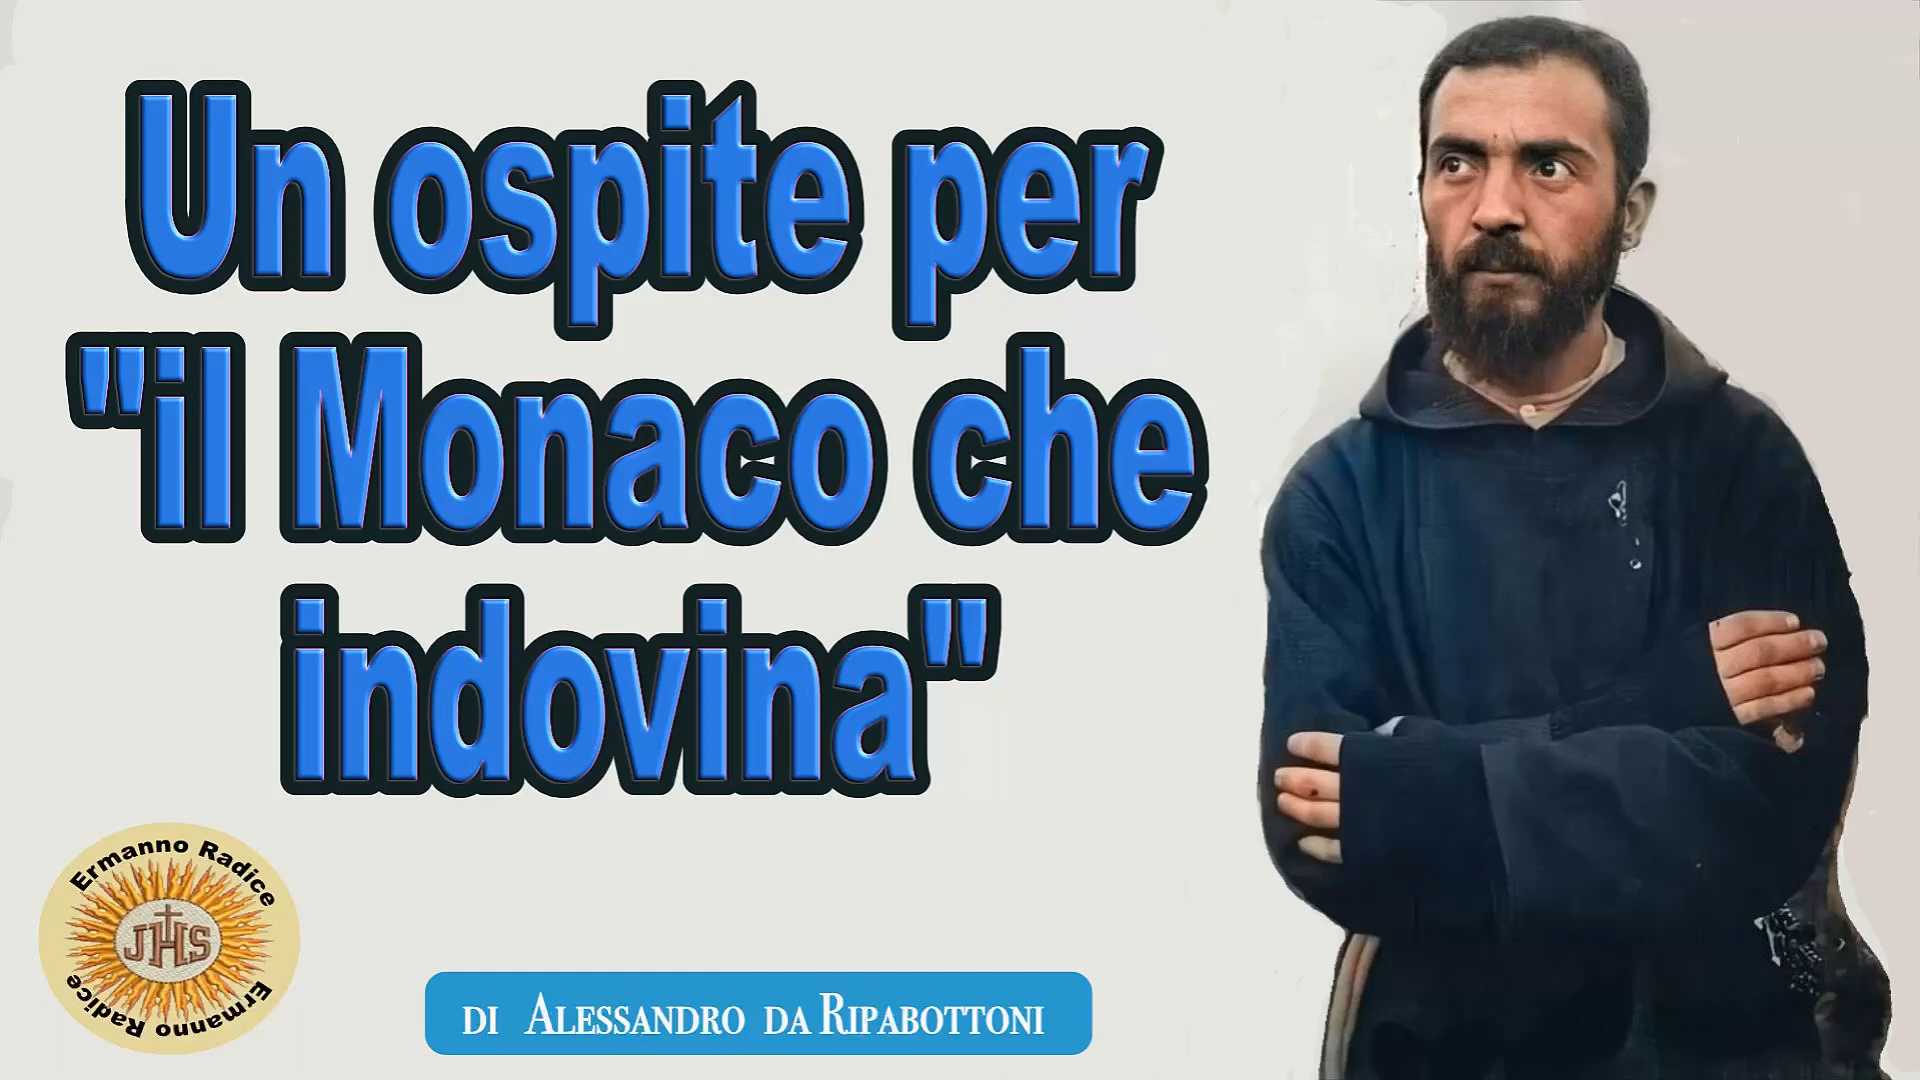 Un ospite per
"il Monaco che
indovina"
Ermanno Radice
JHS
Ermanno Radice
DI ALESSANDRO DA RIPABOTTONI